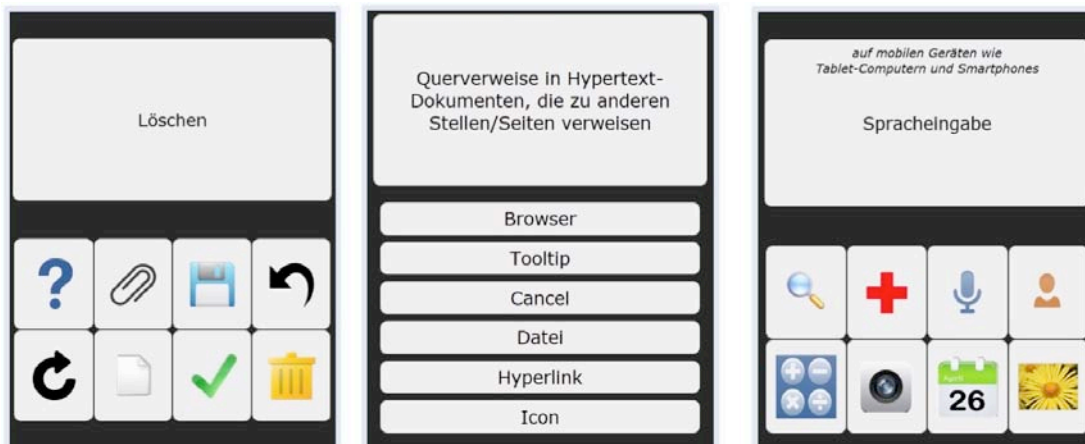 Löschen
?
Querverweise in Hypertext-
Dokumenten, die zu anderen
Stellen/Seiten verweisen
Browser
Tooltip
Cancel
Datei
Hyperlink
Icon
auf mobilen Geräten wie
Tablet-Computern und Smartphones
Spracheingabe
April
26